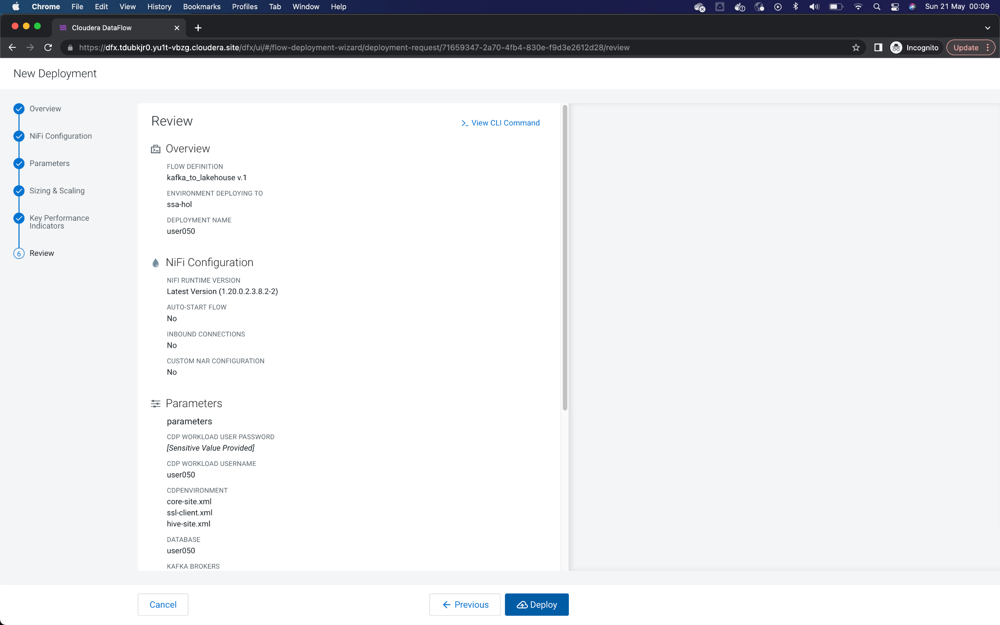 Chrome File Edit View History Bookmarks Profiles Tab Window Help Sun 21 May 00:09
Cloudera DataFlow
https://dfx.tdubkjr0.yu1t-vbzg.cloudera.site/dfx/ui/#/flow-deployment-wizard/deployment-request/71659347-2a70-4fb4-830e-f9d3e2612d28/review Incognito Update
New Deployment
Overview
NiFi Configuration
Parameters
Sizing & Scaling
Key Performance
Indicators
6 Review
Review
>_ View CLI Command
Overview
FLOW DEFINITION
kafka_to_lakehouse v.1
ENVIRONMENT DEPLOYING TO
ssa-hol
DEPLOYMENT NAME
user050
NiFi Configuration
NIFI RUNTIME VERSION
Latest Version (1.20.0.2.3.8.2-2)
AUTO-START FLOW
No
INBOUND CONNECTIONS
No
CUSTOM NAR CONFIGURATION
No
Parameters
parameters
CDP WORKLOAD USER PASSWORD
[Sensitive Value Provided]
CDP WORKLOAD USERNAME
user050
CDPENVIRONMENT
core-site.xml
ssl-client.xml
hive-site.xml
DATABASE
user050
KAFKA BROKERS
Cancel
Previous
Deploy